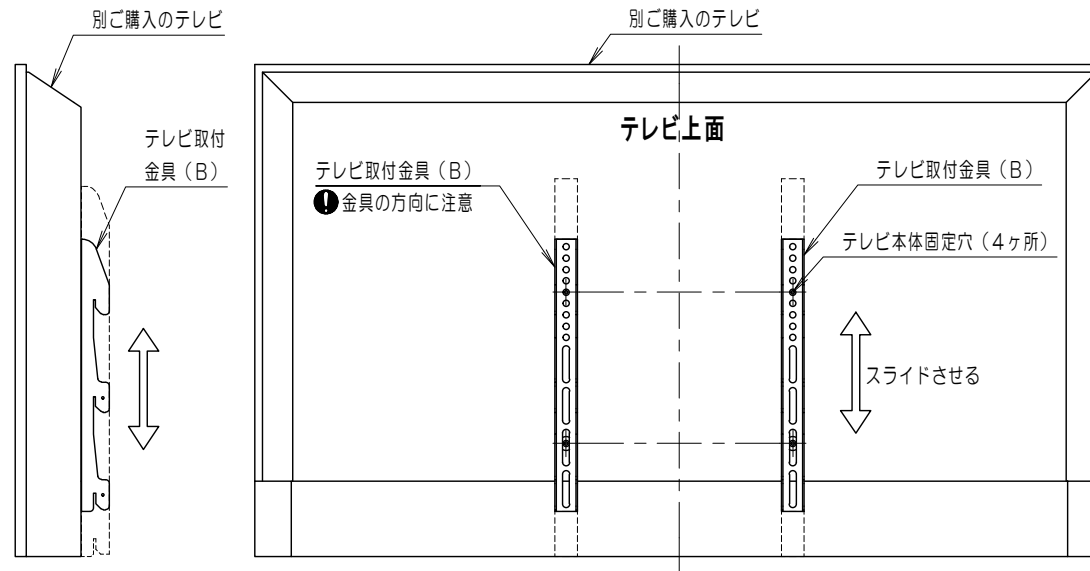 別ご購入のテレビ
別ご購入のテレビ
テレビ上面
テレビ取付
金具（B）
テレビ取付金具（B）
❗金具の方向に注意
テレビ取付金具（B）
テレビ本体固定穴（4ヶ所）
スライドさせる